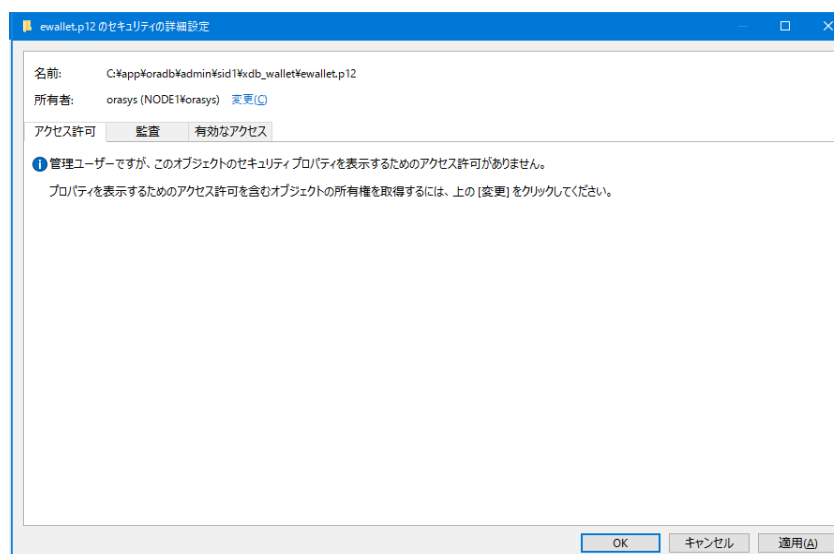 ewallet.p12 のセキュリティの詳細設定
名前: C:¥app¥oradb¥admin¥sid1¥xdb_wallet¥ewallet.p12
所有者: orasys (NODE1¥orasys) 変更(C)
アクセス許可 監査 有効なアクセス
管理ユーザーですが、このオブジェクトのセキュリティ プロパティを表示するためのアクセス許可がありません。
プロパティを表示するためのアクセス許可を含むオブジェクトの所有権を取得するには、上の [変更] をクリックしてください。
OK キャンセル 適用(A)